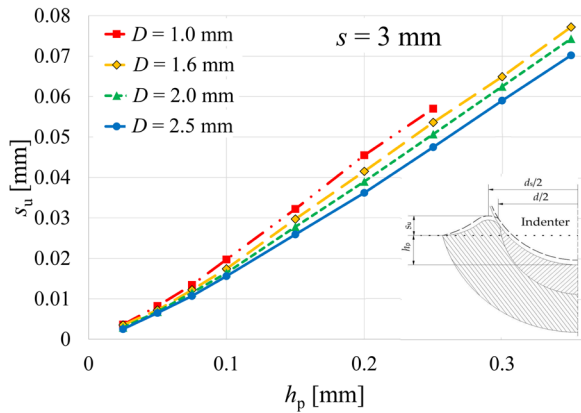 0.08
0.07
0.06
0.05
0.04
0.03
0.02
0.01
0
s_u [mm]
D = 1.0 mm
D = 1.6 mm
D = 2.0 mm
D = 2.5 mm
s = 3 mm
d_s/2
d/2
Indenter
s_u
h_p
0
0.1
0.2
0.3
h_p [mm]